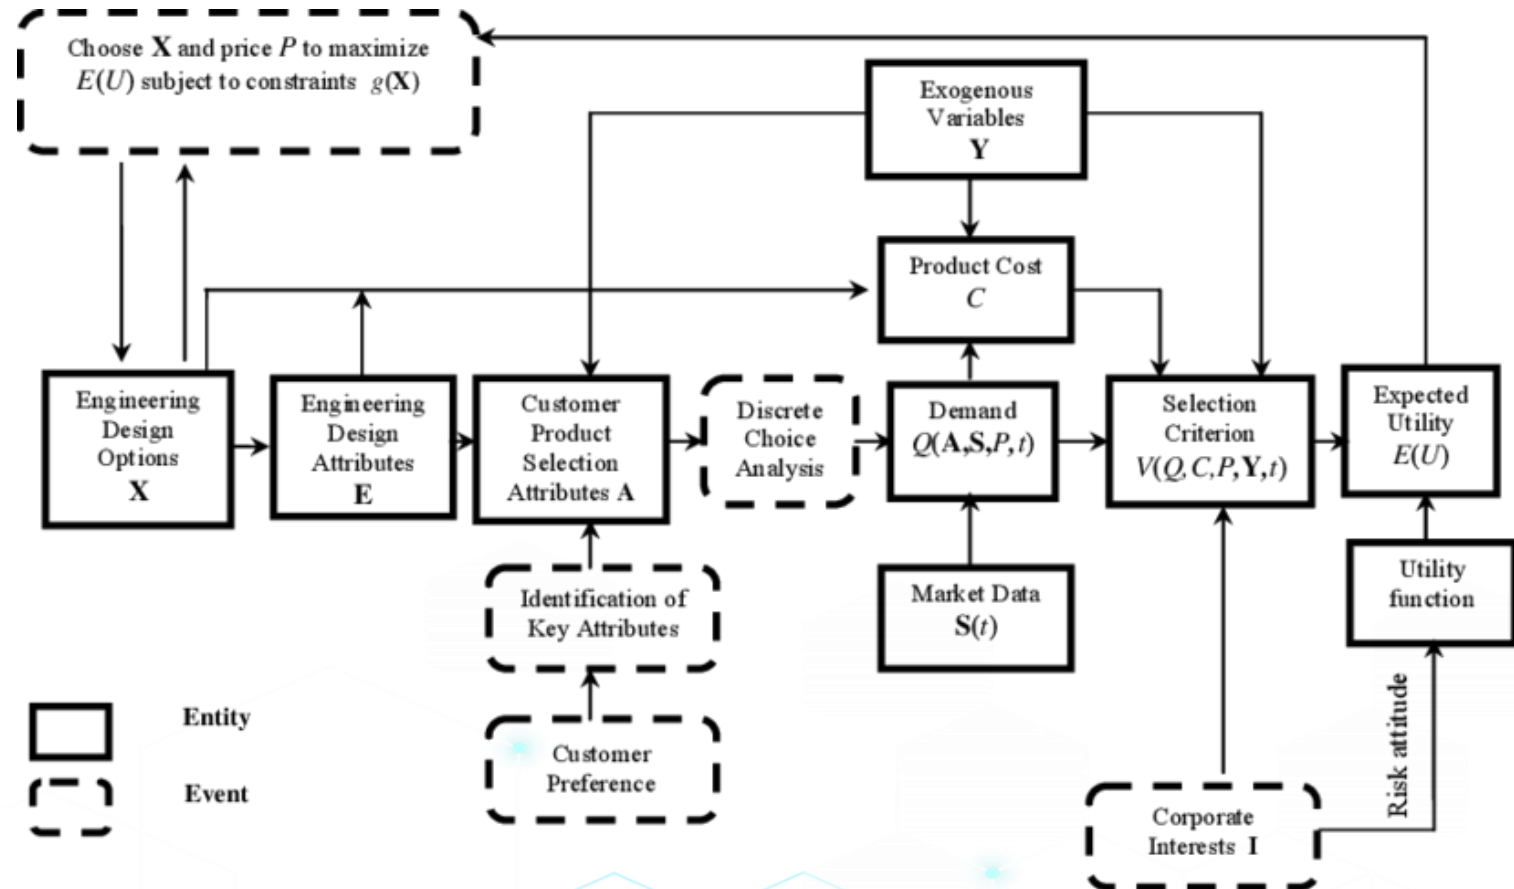 Choose X and price P to maximize
E(U) subject to constraints g(X)
Exogenous
Variables
Y
Product Cost
C
Engineering
Design
Options
X
Engineering
Design
Attributes
E
Customer
Product
Selection
Attributes A
Discrete
Choice
Analysis
Demand
Q(A,S,P,t)
Selection
Criterion
V(Q,C,P,Y,t)
Expected
Utility
E(U)
Identification of
Key Attributes
Market Data
S(t)
Utility
function
Customer
Preference
Risk attitude
Corporate
Interests I
Entity
Event